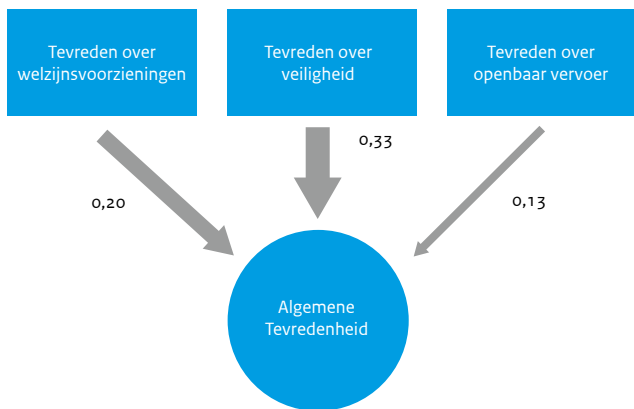 Tevreden over
welzijnsvoorzieningen
Tevreden over
veiligheid
Tevreden over
openbaar vervoer
0,33
0,20
0,13
Algemene
Tevredenheid